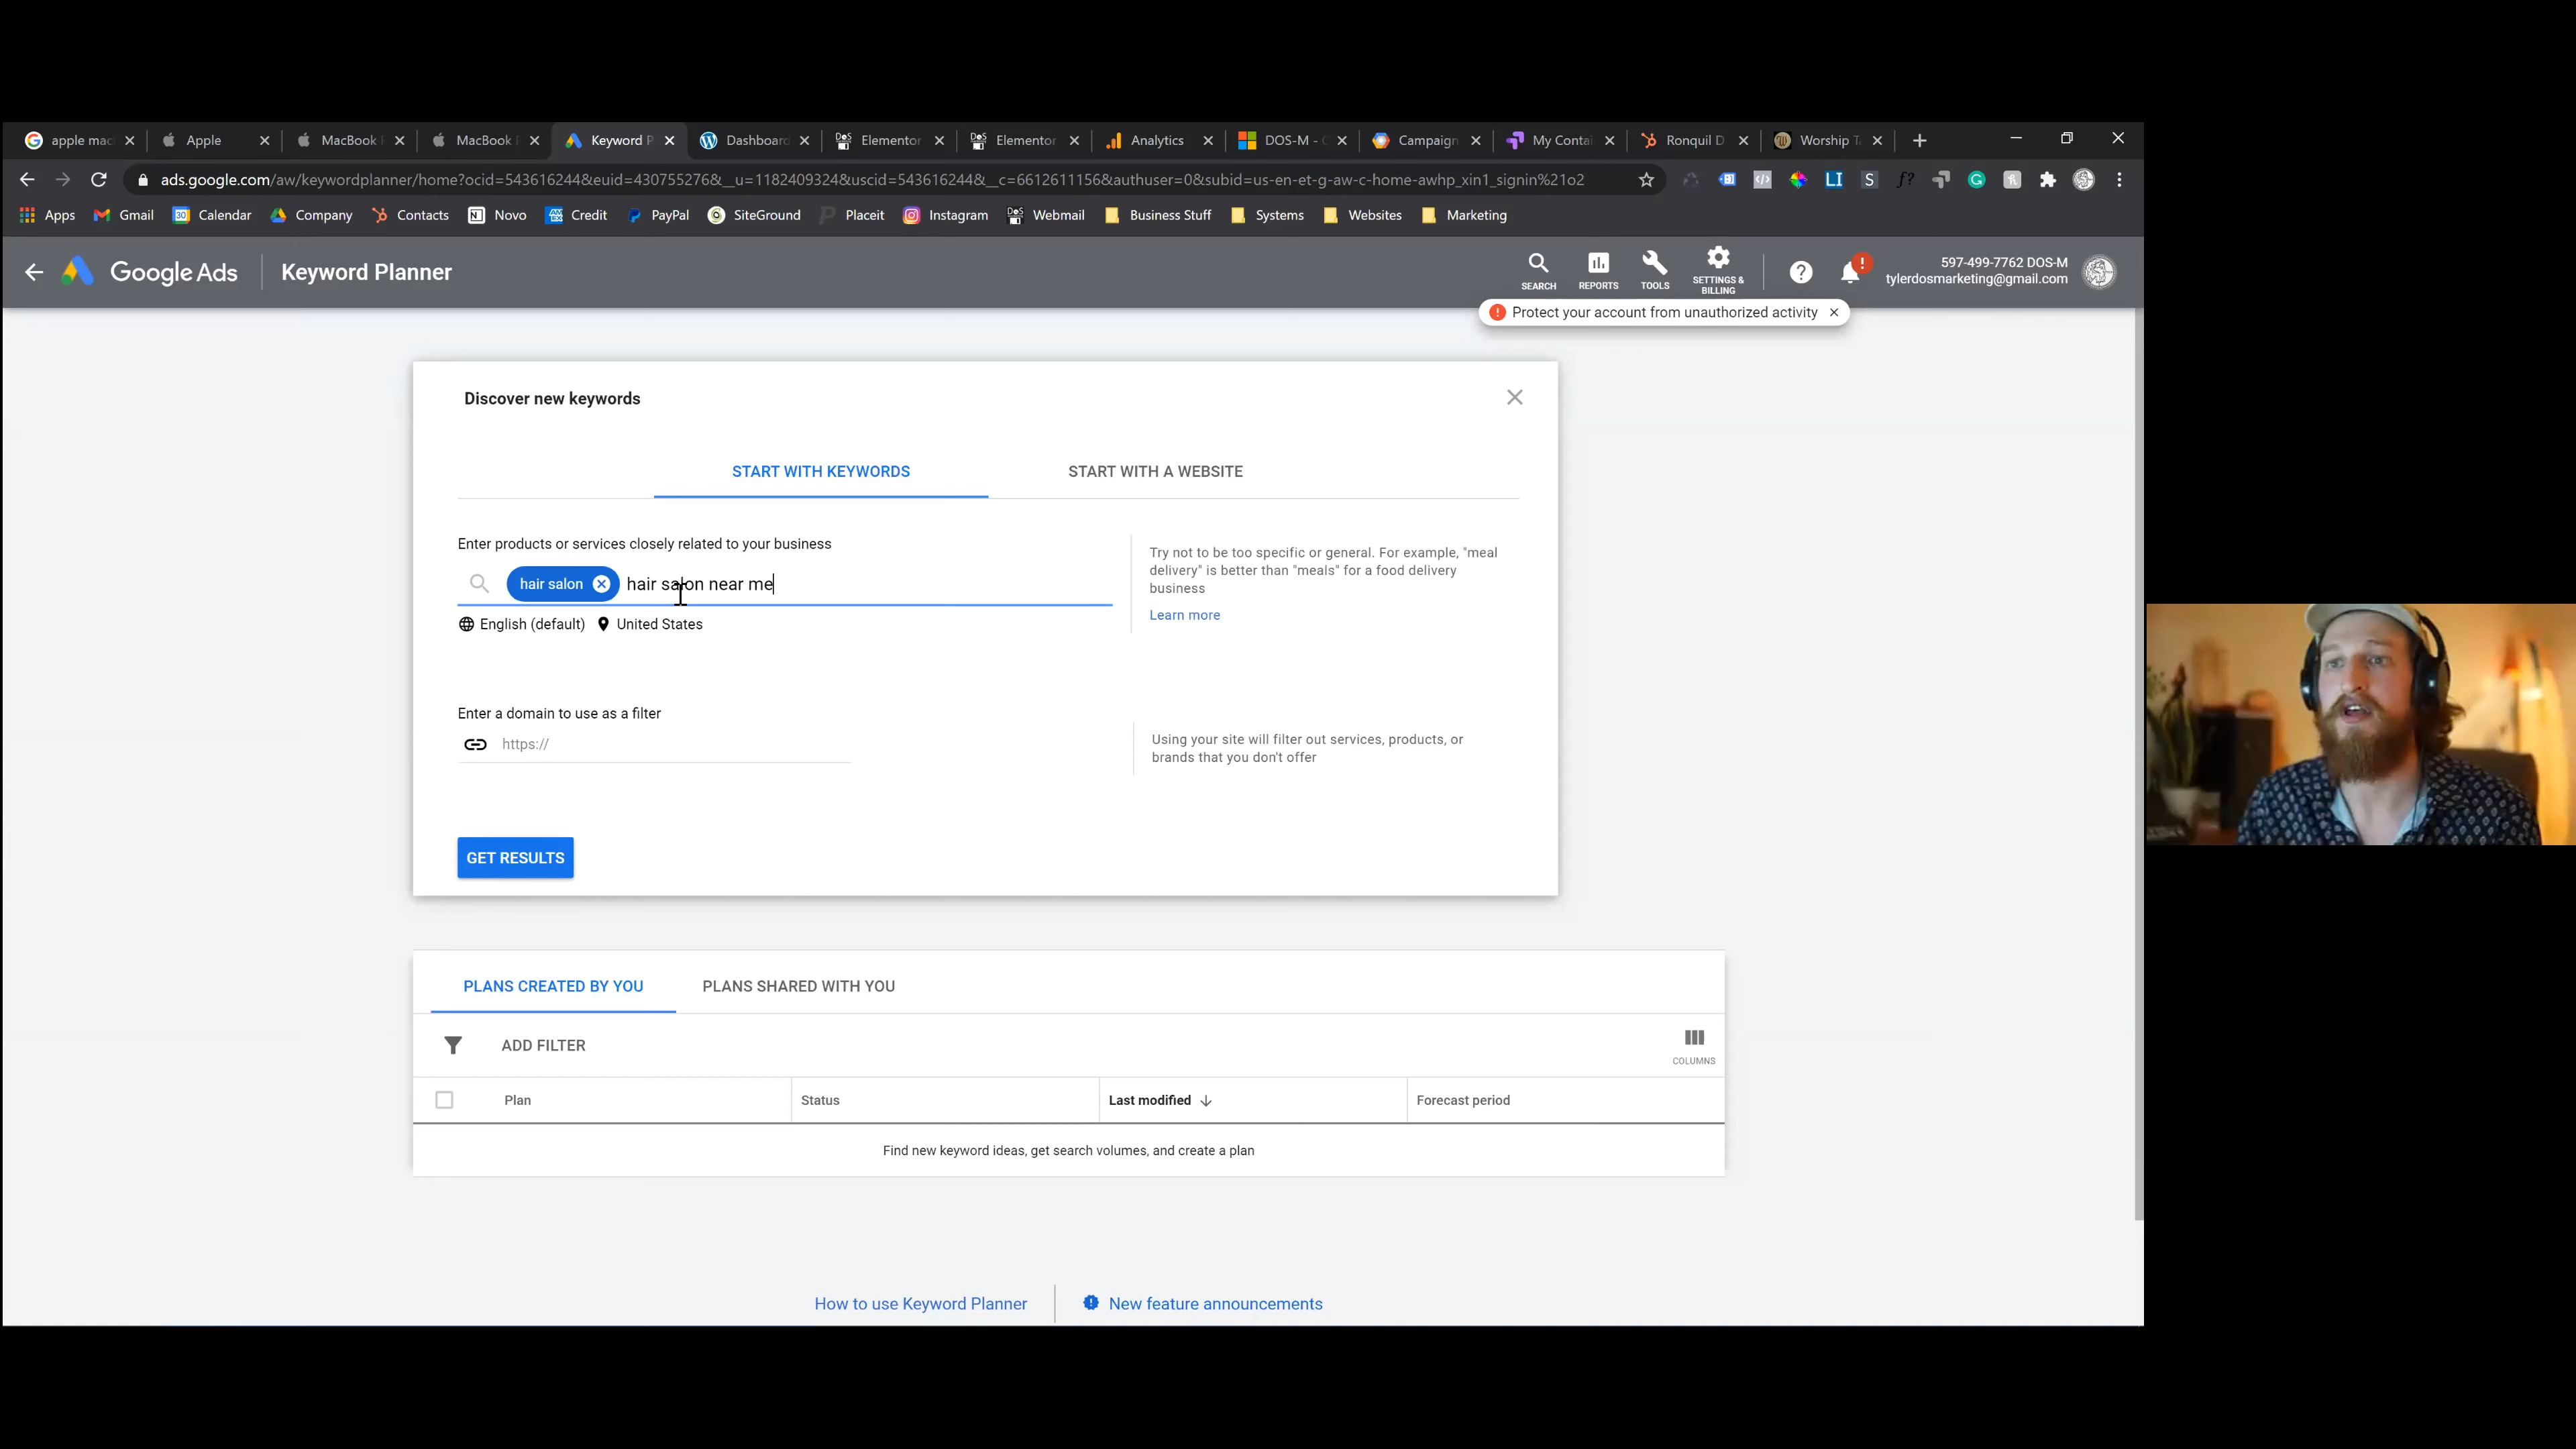 apple mac
Apple
MacBook
MacBook
Keyword P
Dashboard
Elementor
Elementor
Analytics
DOS-M -
Campaign
My Contai
Ronquil D
Worship T
ads.google.com/aw/keywordplanner/home?ocid=543616244&euid=430755276&__u=1182409324&uscid=543616244&__c=6612611156&authuser=0&subid=us-en-et-g-aw-c-home-awhp_xin1_signin%21o2
Apps Gmail Calendar Company Contacts Novo Credit PayPal SiteGround Placeit Instagram Webmail Business Stuff Systems Websites Marketing
Google Ads
Keyword Planner
SEARCH
REPORTS
TOOLS
SETTINGS &
BILLING
597-499-7762 DOS-M
tylerdosmarketing@gmail.com
Protect your account from unauthorized activity
Discover new keywords
START WITH KEYWORDS
START WITH A WEBSITE
Enter products or services closely related to your business
hair salon
hair salon near me
English (default)
United States
Try not to be too specific or general. For example, "meal
delivery" is better than "meals" for a food delivery
business
Learn more
Enter a domain to use as a filter
https://
Using your site will filter out services, products, or
brands that you don't offer
GET RESULTS
PLANS CREATED BY YOU
PLANS SHARED WITH YOU
ADD FILTER
COLUMNS
Plan
Status
Last modified
Forecast period
Find new keyword ideas, get search volumes, and create a plan
How to use Keyword Planner
New feature announcements